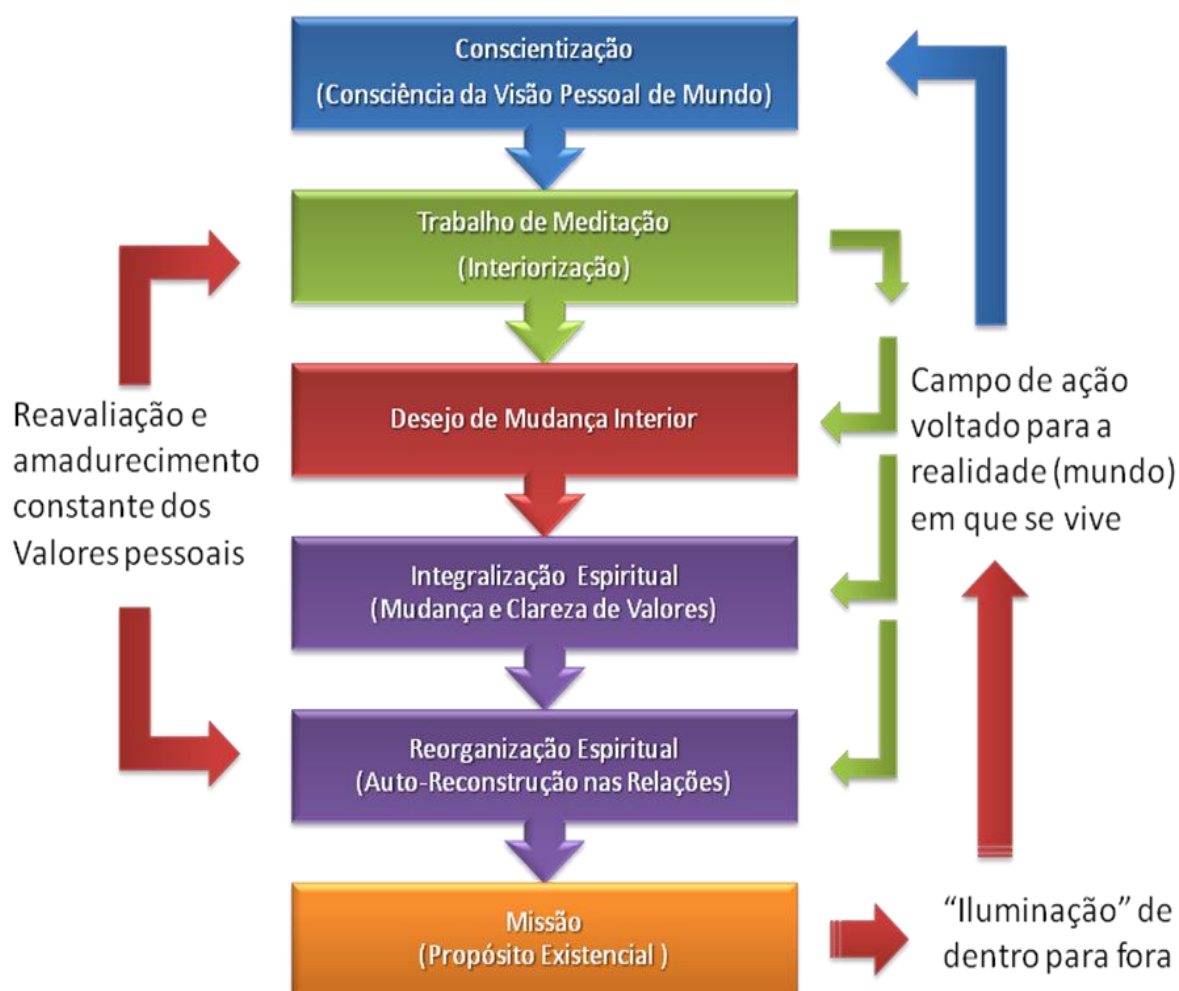 Conscientização
(Consciência da Visão Pessoal de Mundo)
Trabalho de Meditação
(Interiorização)
Desejo de Mudança Interior
Integralização Espiritual
(Mudança e Clareza de Valores)
Reorganização Espiritual
(Auto-Reconstrução nas Relações)
Missão
(Propósito Existencial )
Reavaliação e
amadurecimento
constante dos
Valores pessoais
Campo de ação
voltado para a
realidade (mundo)
em que se vive
“Iluminação” de
dentro para fora